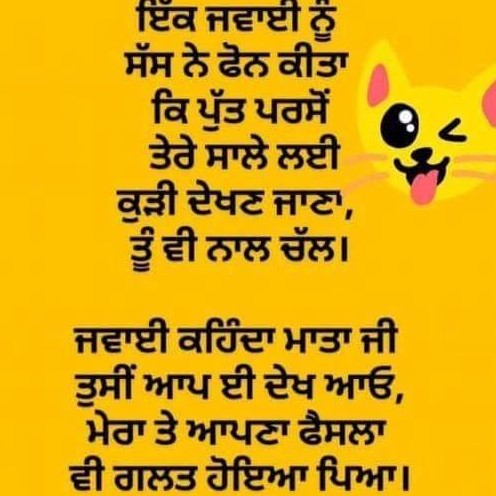 ਇੱਕ ਜਵਾਈ ਨੂੰ
ਸੱਸ ਨੇ ਫੋਨ ਕੀਤਾ
ਕਿ ਪੁੱਤ ਪਰਸੋਂ
ਤੇਰੇ ਸਾਲੇ ਲਈ
ਕੁੜੀ ਦੇਖਣ ਜਾਣਾ,
ਤੂੰ ਵੀ ਨਾਲ ਚੱਲ।
ਜਵਾਈ ਕਹਿੰਦਾ ਮਾਤਾ ਜੀ
ਤੁਸੀਂ ਆਪ ਈ ਦੇਖ ਆਓ,
ਮੇਰਾ ਤੇ ਆਪਣਾ ਫੈਸਲਾ
ਵੀ ਗਲਤ ਹੋਇਆ ਪਿਆ।